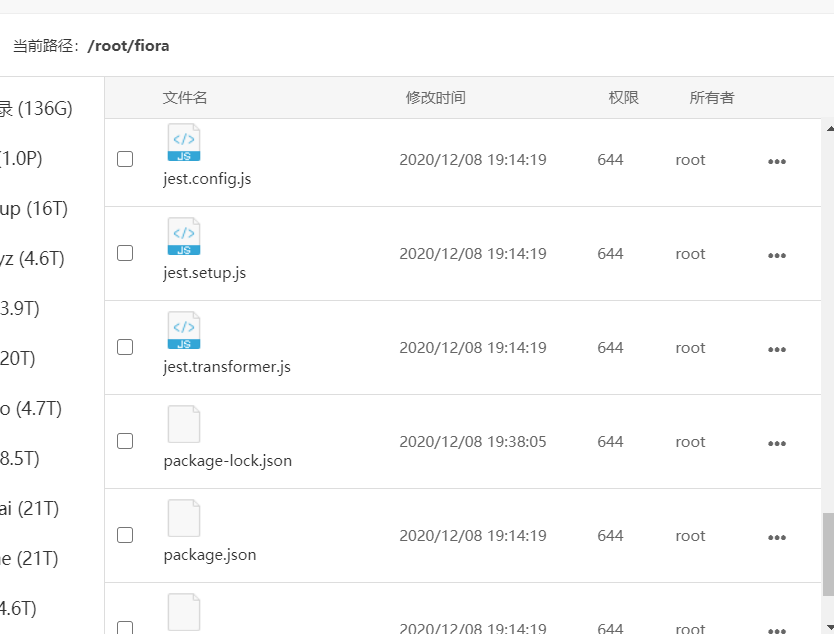 当前路径：/root/fiora
文件名 修改时间 权限 所有者
录 (136G)
(1.0P)
up (16T)
yz (4.6T)
3.9T)
20T)
o (4.7T)
8.5T)
ai (21T)
e (21T)
4.6T)
JS
jest.config.js 2020/12/08 19:14:19 644 root
JS
jest.setup.js 2020/12/08 19:14:19 644 root
JS
jest.transformer.js 2020/12/08 19:14:19 644 root
package-lock.json 2020/12/08 19:38:05 644 root
package.json 2020/12/08 19:14:19 644 root
2020/12/08 19:14:19 644 root